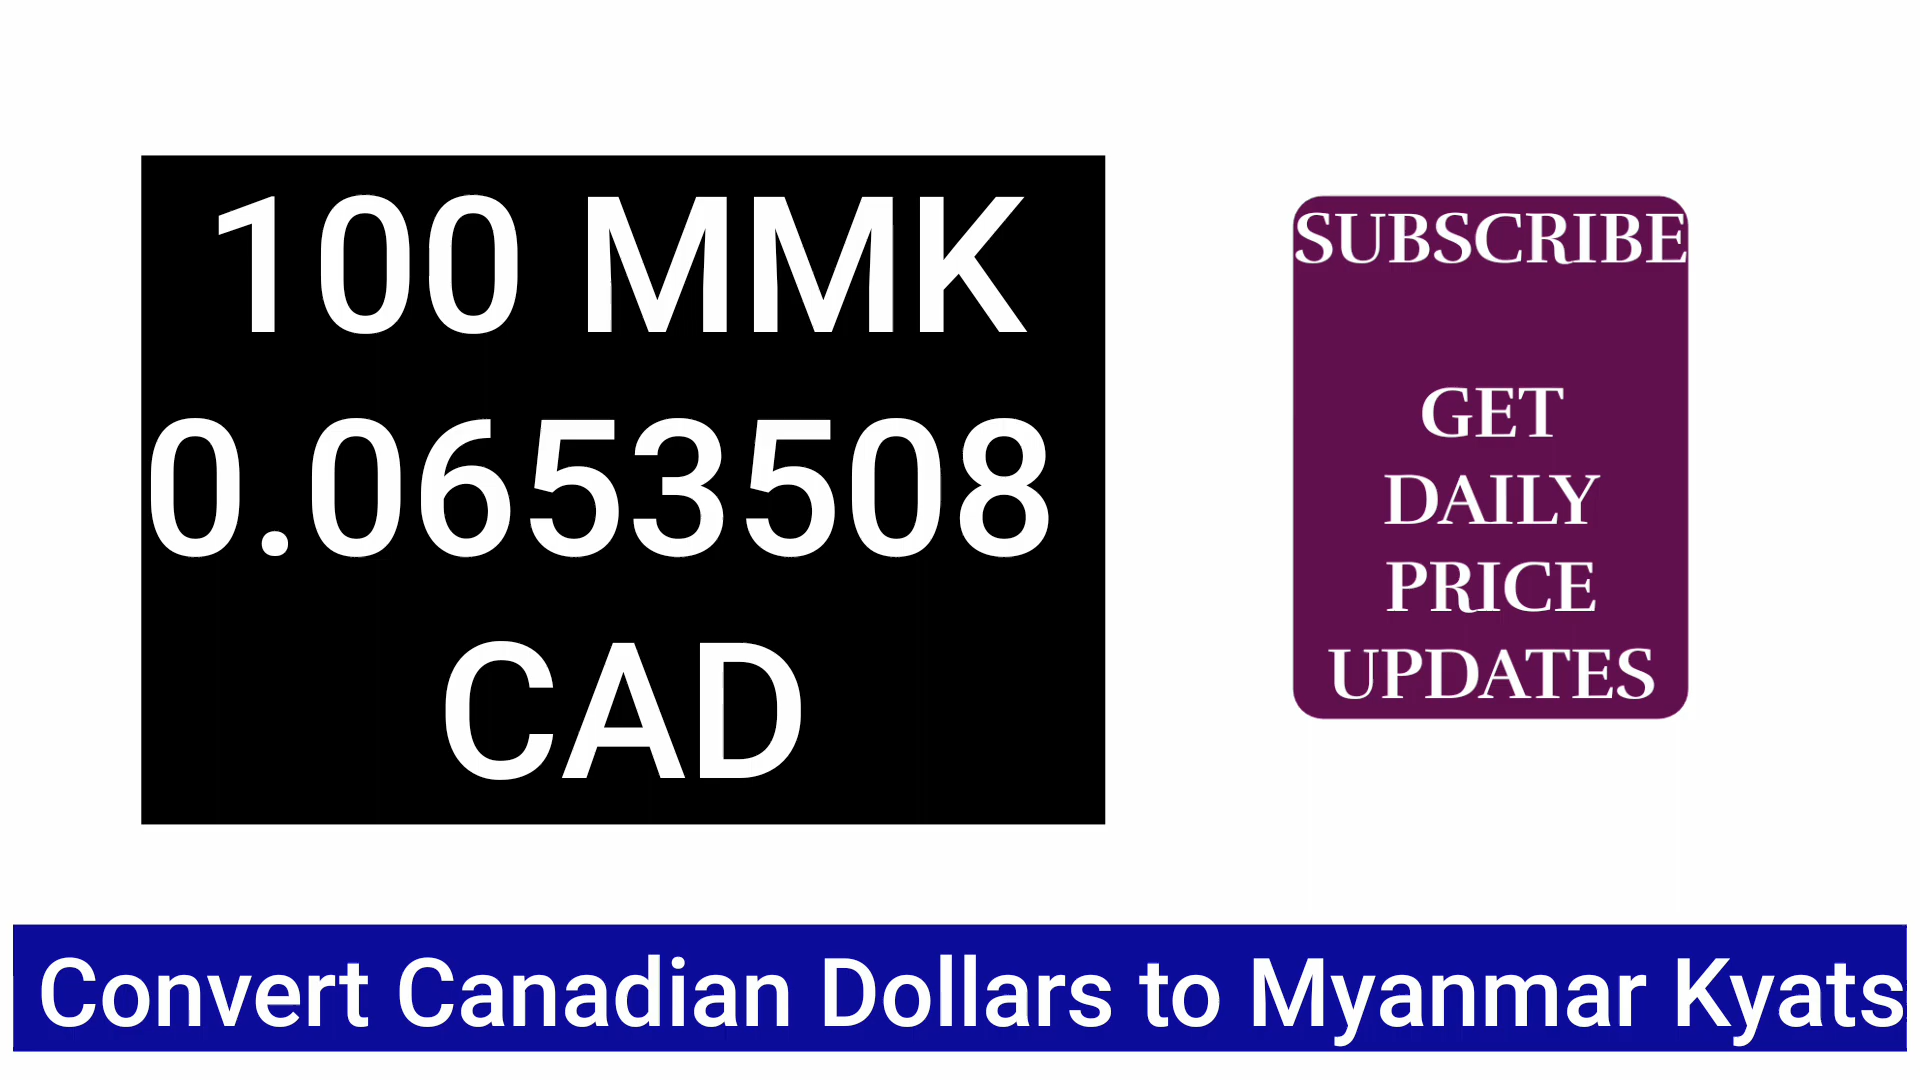 100 MMK
0.0653508
CAD
SUBSCRIBE
GET
DAILY
PRICE
UPDATES
Convert Canadian Dollars to Myanmar Kyats